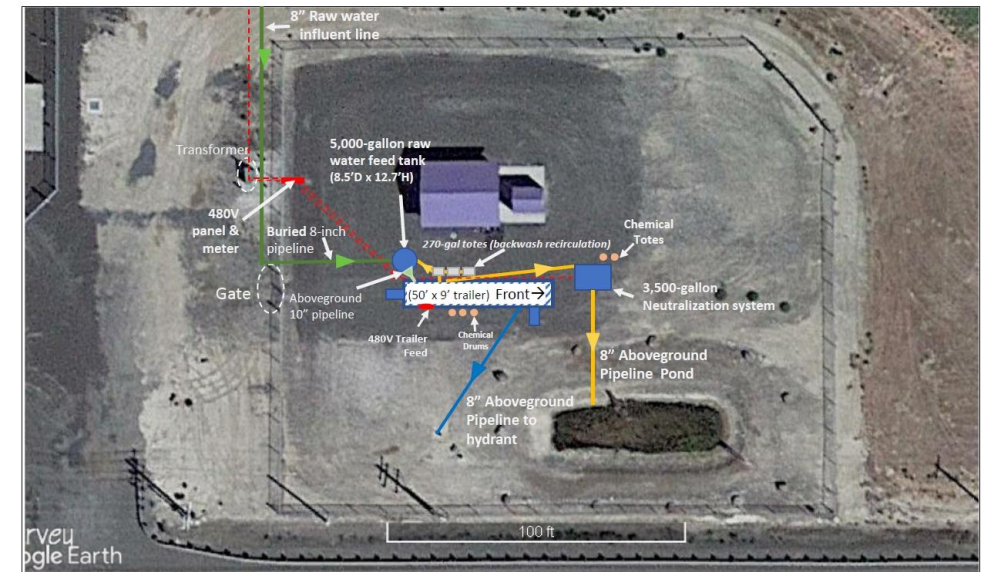 8” Raw water
influent line
Transformer
5,000-gallon raw
water feed tank
(8.5’D x 12.7’H)
480V
panel &
meter
Buried 8-inch
pipeline
270-gal totes (backwash recirculation)
Chemical
Totes
Gate
Aboveground
10” pipeline
(50’ x 9’ trailer) Front→
3,500-gallon
Neutralization system
480V Trailer
Feed
Chemical
Drums
8” Aboveground
Pipeline Pond
8” Aboveground
Pipeline to
hydrant
100 ft
rvey
ogle Earth